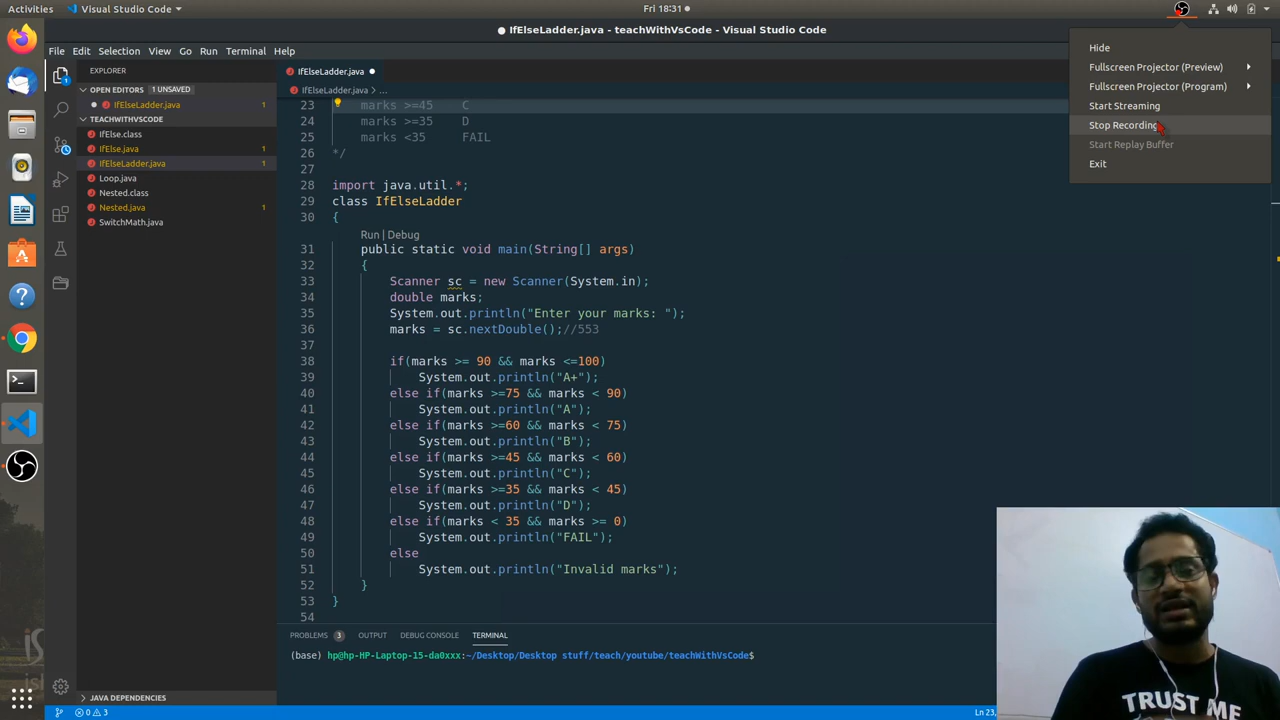 Activities
Visual Studio Code
Fri 18:31
IfElseLadder.java - teachWithVsCode - Visual Studio Code
File Edit Selection View Go Run Terminal Help
Hide
Fullscreen Projector (Preview)
Fullscreen Projector (Program)
Start Streaming
Stop Recording
Start Replay Buffer
Exit
EXPLORER
OPEN EDITORS 1 UNSAVED
IfElseLadder.java 1
TEACHWITHVSCODE
IfElse.class
IfElse.java 1
IfElseLadder.java 1
Loop.java
Nested.class
Nested.java 1
SwitchMath.java
JAVA DEPENDENCIES
IfElseLadder.java
IfElseLadder.java > ...
23 marks >=45 C
24 marks >=35 D
25 marks <35 FAIL
26 */
27
28 import java.util.*;
29 class IfElseLadder
30 {
Run | Debug
31 public static void main(String[] args)
32 {
33 Scanner sc = new Scanner(System.in);
34 double marks;
35 System.out.println("Enter your marks: ");
36 marks = sc.nextDouble();//553
37
38 if(marks >= 90 && marks <=100)
39 System.out.println("A+");
40 else if(marks >=75 && marks < 90)
41 System.out.println("A");
42 else if(marks >=60 && marks < 75)
43 System.out.println("B");
44 else if(marks >=45 && marks < 60)
45 System.out.println("C");
46 else if(marks >=35 && marks < 45)
47 System.out.println("D");
48 else if(marks < 35 && marks >= 0)
49 System.out.println("FAIL");
50 else
51 System.out.println("Invalid marks");
52 }
53 }
54
PROBLEMS 3 OUTPUT DEBUG CONSOLE TERMINAL
(base) hp@hp-HP-Laptop-15-da0xxx:~/Desktop/Desktop stuff/teach/youtube/teachWithVsCode$
0 3
Ln 23,
TRUST ME